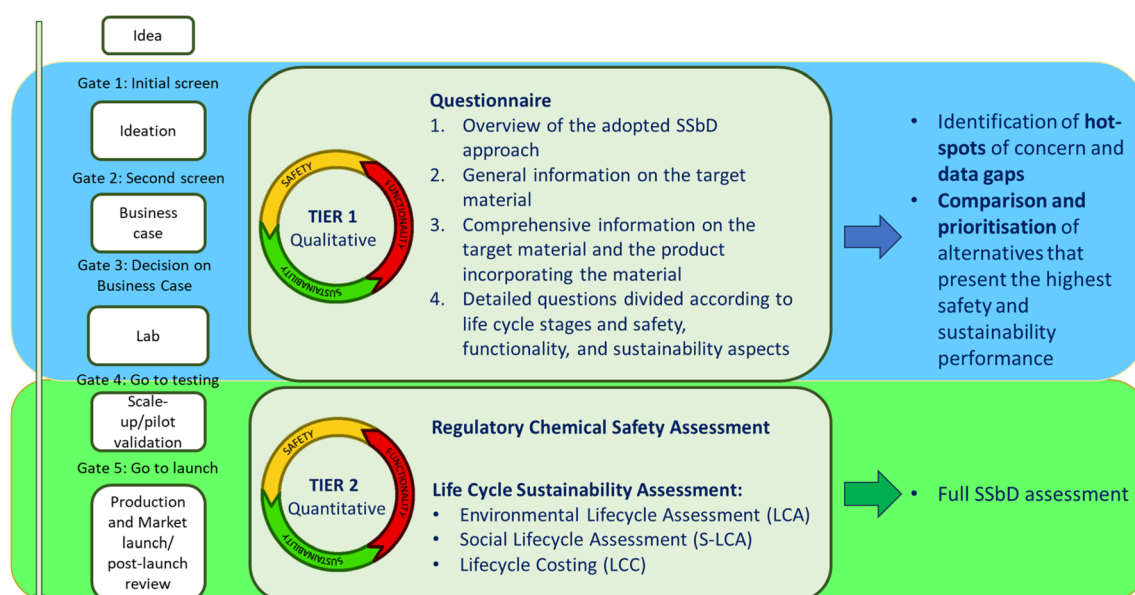 Idea
Gate 1: Initial screen
Ideation
Gate 2: Second screen
Business
case
Gate 3: Decision on
Business Case
Lab
Gate 4: Go to testing
Scale-
up/pilot
validation
Gate 5: Go to launch
Production
and Market
launch/
post-launch
review
SAFETY
FUNCTIONALITY
SUSTAINABILITY
TIER 1
Qualitative
Questionnaire
1. Overview of the adopted SSbD
approach
2. General information on the target
material
3. Comprehensive information on the
target material and the product
incorporating the material
4. Detailed questions divided according to
life cycle stages and safety,
functionality, and sustainability aspects
• Identification of hot-
spots of concern and
data gaps
• Comparison and
prioritisation of
alternatives that
present the highest
safety and
sustainability
performance
SAFETY
FUNCTIONALITY
SUSTAINABILITY
TIER 2
Quantitative
Regulatory Chemical Safety Assessment
Life Cycle Sustainability Assessment:
• Environmental Lifecycle Assessment (LCA)
• Social Lifecycle Assessment (S-LCA)
• Lifecycle Costing (LCC)
• Full SSbD assessment